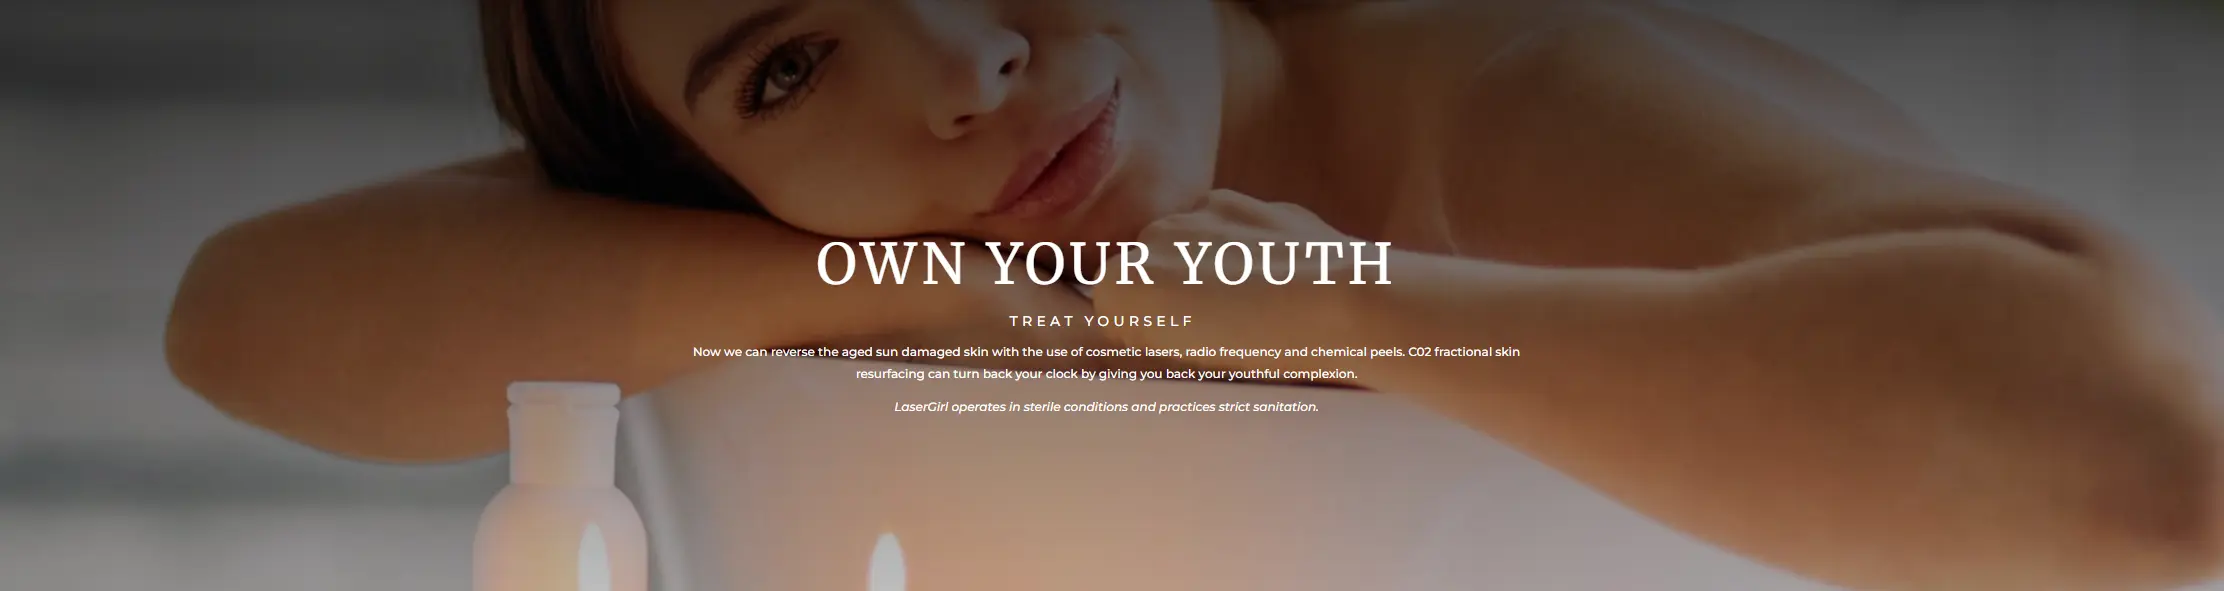 OWN YOUR YOUTH
TREAT YOURSELF
Now we can reverse the aged sun damaged skin with the use of cosmetic lasers, radio frequency and chemical peels. C02 fractional skin
resurfacing can turn back your clock by giving you back your youthful complexion.
LaserGirl operates in sterile conditions and practices strict sanitation.